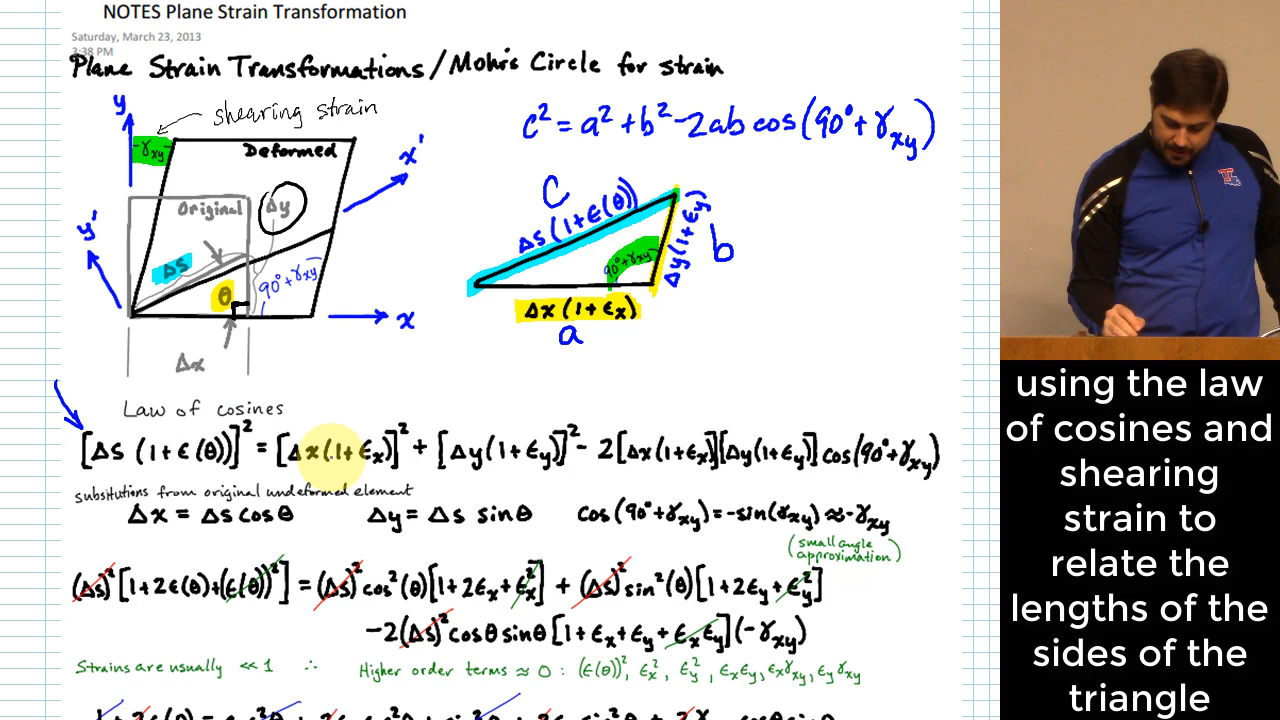 NOTES Plane Strain Transformation
Saturday, March 23, 2013
3:38 PM
Plane Strain Transformations/Mohr's Circle for strain
y
shearing strain
c² = a² + b² - 2ab cos(90° + γxy)
-γxy
Deformed
x'
C
Original
Δy
Δs(1+ε(θ))
Δy(1+εy)
b
y'
Δs
θ
90°+γxy
90°+γxy
x
Δx(1+εx)
a
Δx
Law of cosines
[Δs (1+ε(θ))]² = [Δx(1+εx)]² + [Δy(1+εy)]² - 2[Δx(1+εx)][Δy(1+εy)] cos(90°+γxy)
subsitutions from original undeformed element
Δx = Δs cosθ Δy = Δs sinθ cos(90°+γxy) = -sin(γxy) ≈ -γxy
(small angle
approximation)
(Δs)²[1+2ε(θ)+(ε(θ))²] = (Δs)² cos²(θ)[1+2εx+εx²] + (Δs)² sin²(θ)[1+2εy+εy²]
-2(Δs)² cosθ sinθ [1+εx+εy+εxεy](-γxy)
Strains are usually << 1 ∴ Higher order terms ≈ 0 : (ε(θ))², εx², εy², εxεy, εxγxy, εyγxy
using the law
of cosines and
shearing
strain to
relate the
lengths of the
sides of the
triangle